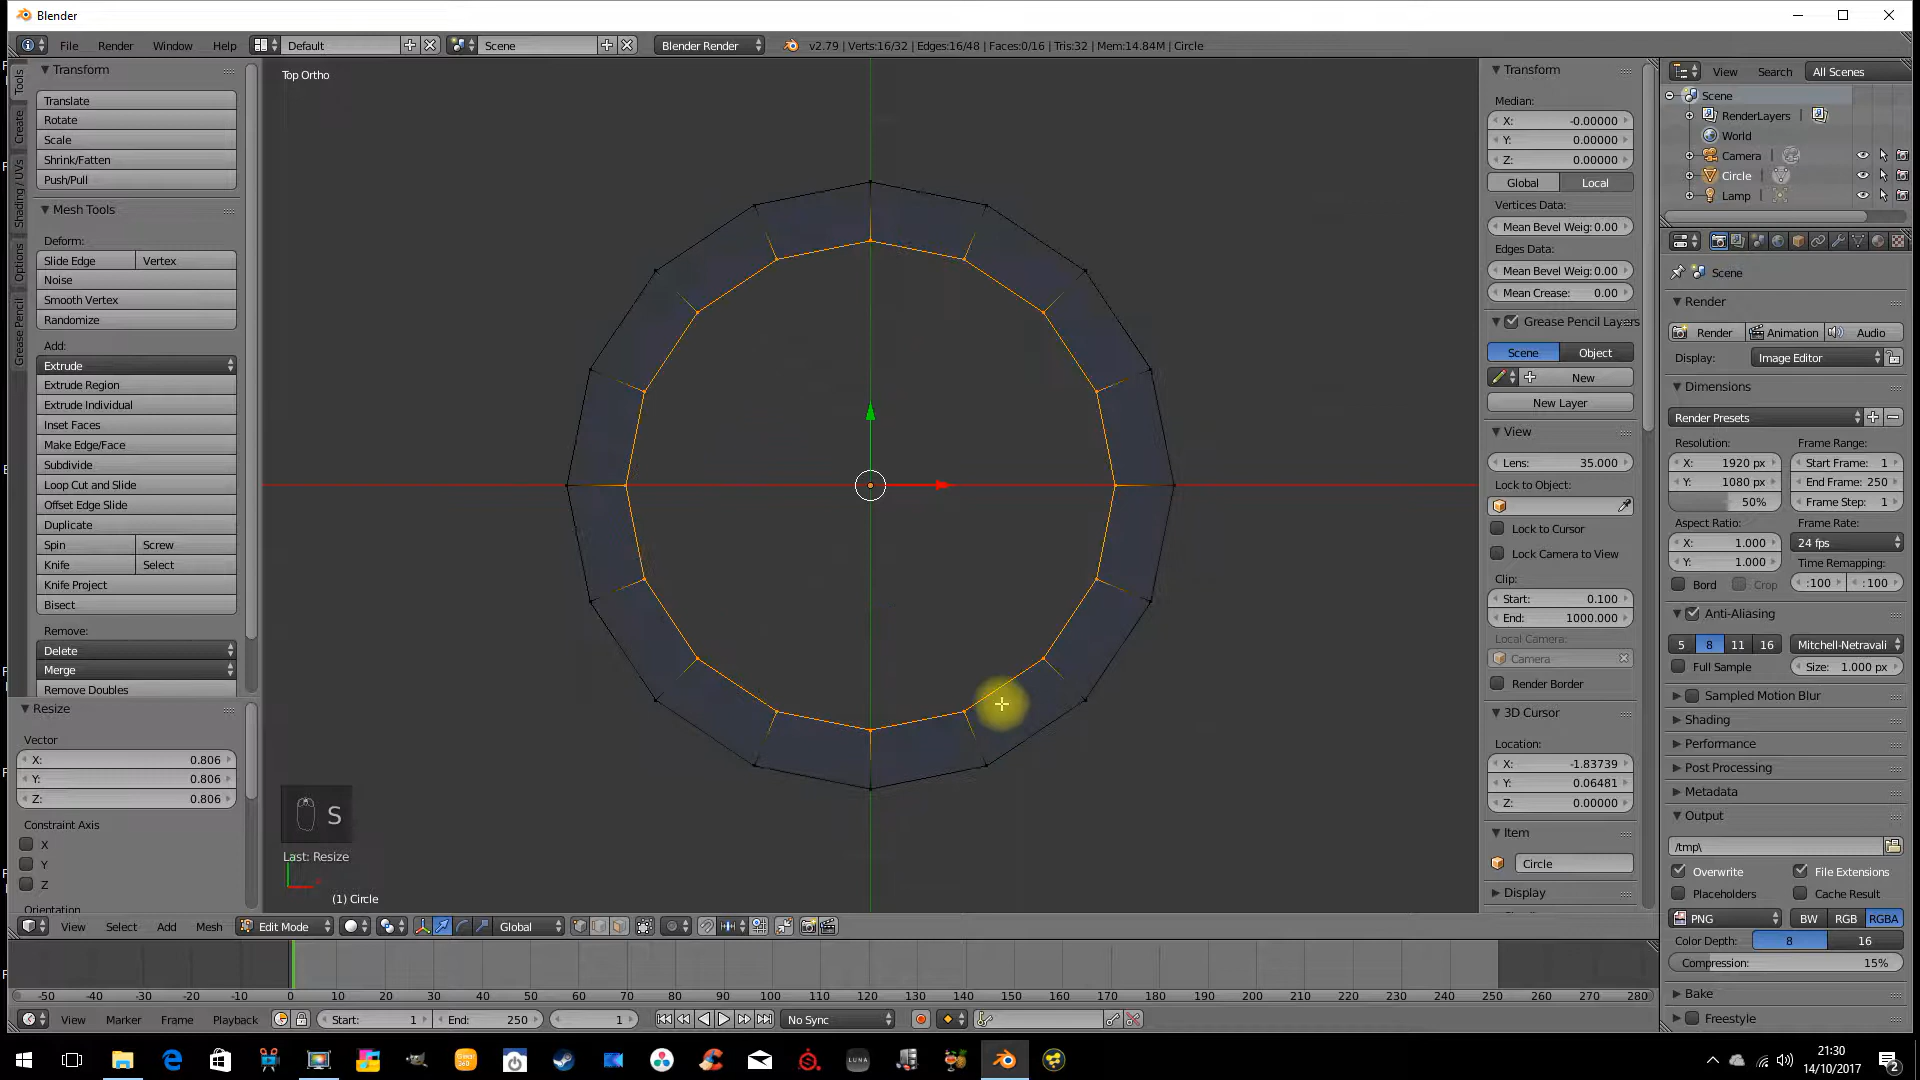 Blender
File Render Window Help Default Scene Blender Render v2.79 | Verts:16/32 | Edges:16/48 | Faces:0/16 | Tris:32 | Mem:14.84M | Circle
Tools
Create
Shading / UVs
Options
Grease Pencil
Transform
Translate
Rotate
Scale
Shrink/Fatten
Push/Pull
Mesh Tools
Deform:
Slide Edge Vertex
Noise
Smooth Vertex
Randomize
Add:
Extrude
Extrude Region
Extrude Individual
Inset Faces
Make Edge/Face
Subdivide
Loop Cut and Slide
Offset Edge Slide
Duplicate
Spin Screw
Knife Select
Knife Project
Bisect
Remove:
Delete
Merge
Remove Doubles
Resize
Vector
X: 0.806
Y: 0.806
Z: 0.806
Constraint Axis
X
Y
Z
Orientation
Top Ortho
S
Last: Resize
(1) Circle
Transform
Median:
X: -0.00000
Y: 0.00000
Z: 0.00000
Global Local
Vertices Data:
Mean Bevel Weig: 0.00
Edges Data:
Mean Bevel Weig: 0.00
Mean Crease: 0.00
Grease Pencil Layers
Scene Object
New
New Layer
View
Lens: 35.000
Lock to Object:
Lock to Cursor
Lock Camera to View
Clip:
Start: 0.100
End: 1000.000
Local Camera:
Camera
Render Border
3D Cursor
Location:
X: -1.83739
Y: 0.06481
Z: 0.00000
Item
Circle
Display
View Search All Scenes
Scene
RenderLayers
World
Camera
Circle
Lamp
Scene
Render
Render Animation Audio
Display: Image Editor
Dimensions
Render Presets
Resolution: Frame Range:
X: 1920 px Start Frame: 1
Y: 1080 px End Frame: 250
50% Frame Step: 1
Aspect Ratio: Frame Rate:
X: 1.000 24 fps
Y: 1.000 Time Remapping:
Bord Crop :100 :100
Anti-Aliasing
5 8 11 16 Mitchell-Netravali
Full Sample Size: 1.000 px
Sampled Motion Blur
Shading
Performance
Post Processing
Metadata
Output
/tmp\
Overwrite File Extensions
Placeholders Cache Result
PNG BW RGB RGBA
Color Depth: 8 16
Compression: 15%
Bake
Freestyle
View Select Add Mesh Edit Mode Global
-50 -40 -30 -20 -10 0 10 20 30 40 50 60 70 80 90 100 110 120 130 140 150 160 170 180 190 200 210 220 230 240 250 260 270 280
View Marker Frame Playback Start: 1 End: 250 1 No Sync
LUNA
21:30
14/10/2017
2